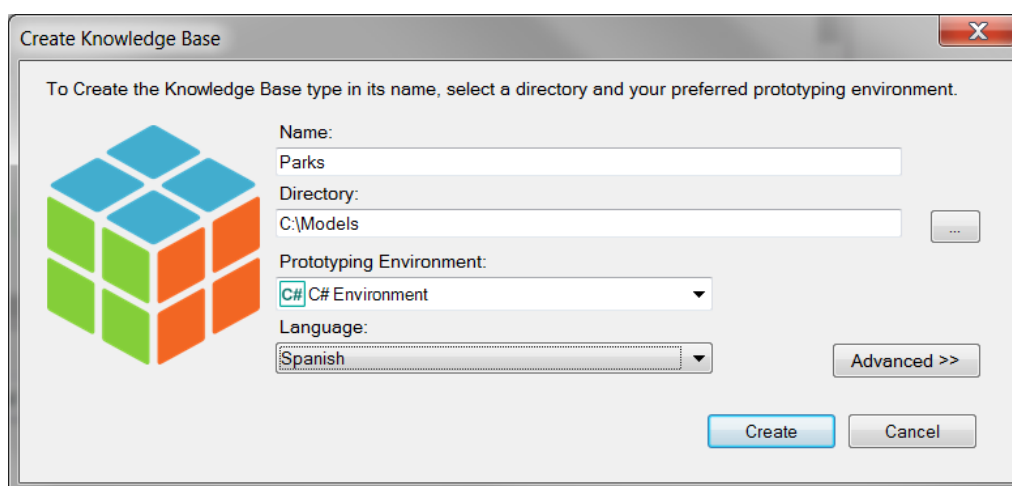 Create Knowledge Base
To Create the Knowledge Base type in its name, select a directory and your preferred prototyping environment.
Name:
Parks
Directory:
C:\Models
...
Prototyping Environment:
C# C# Environment
Language:
Spanish
Advanced >>
Create
Cancel